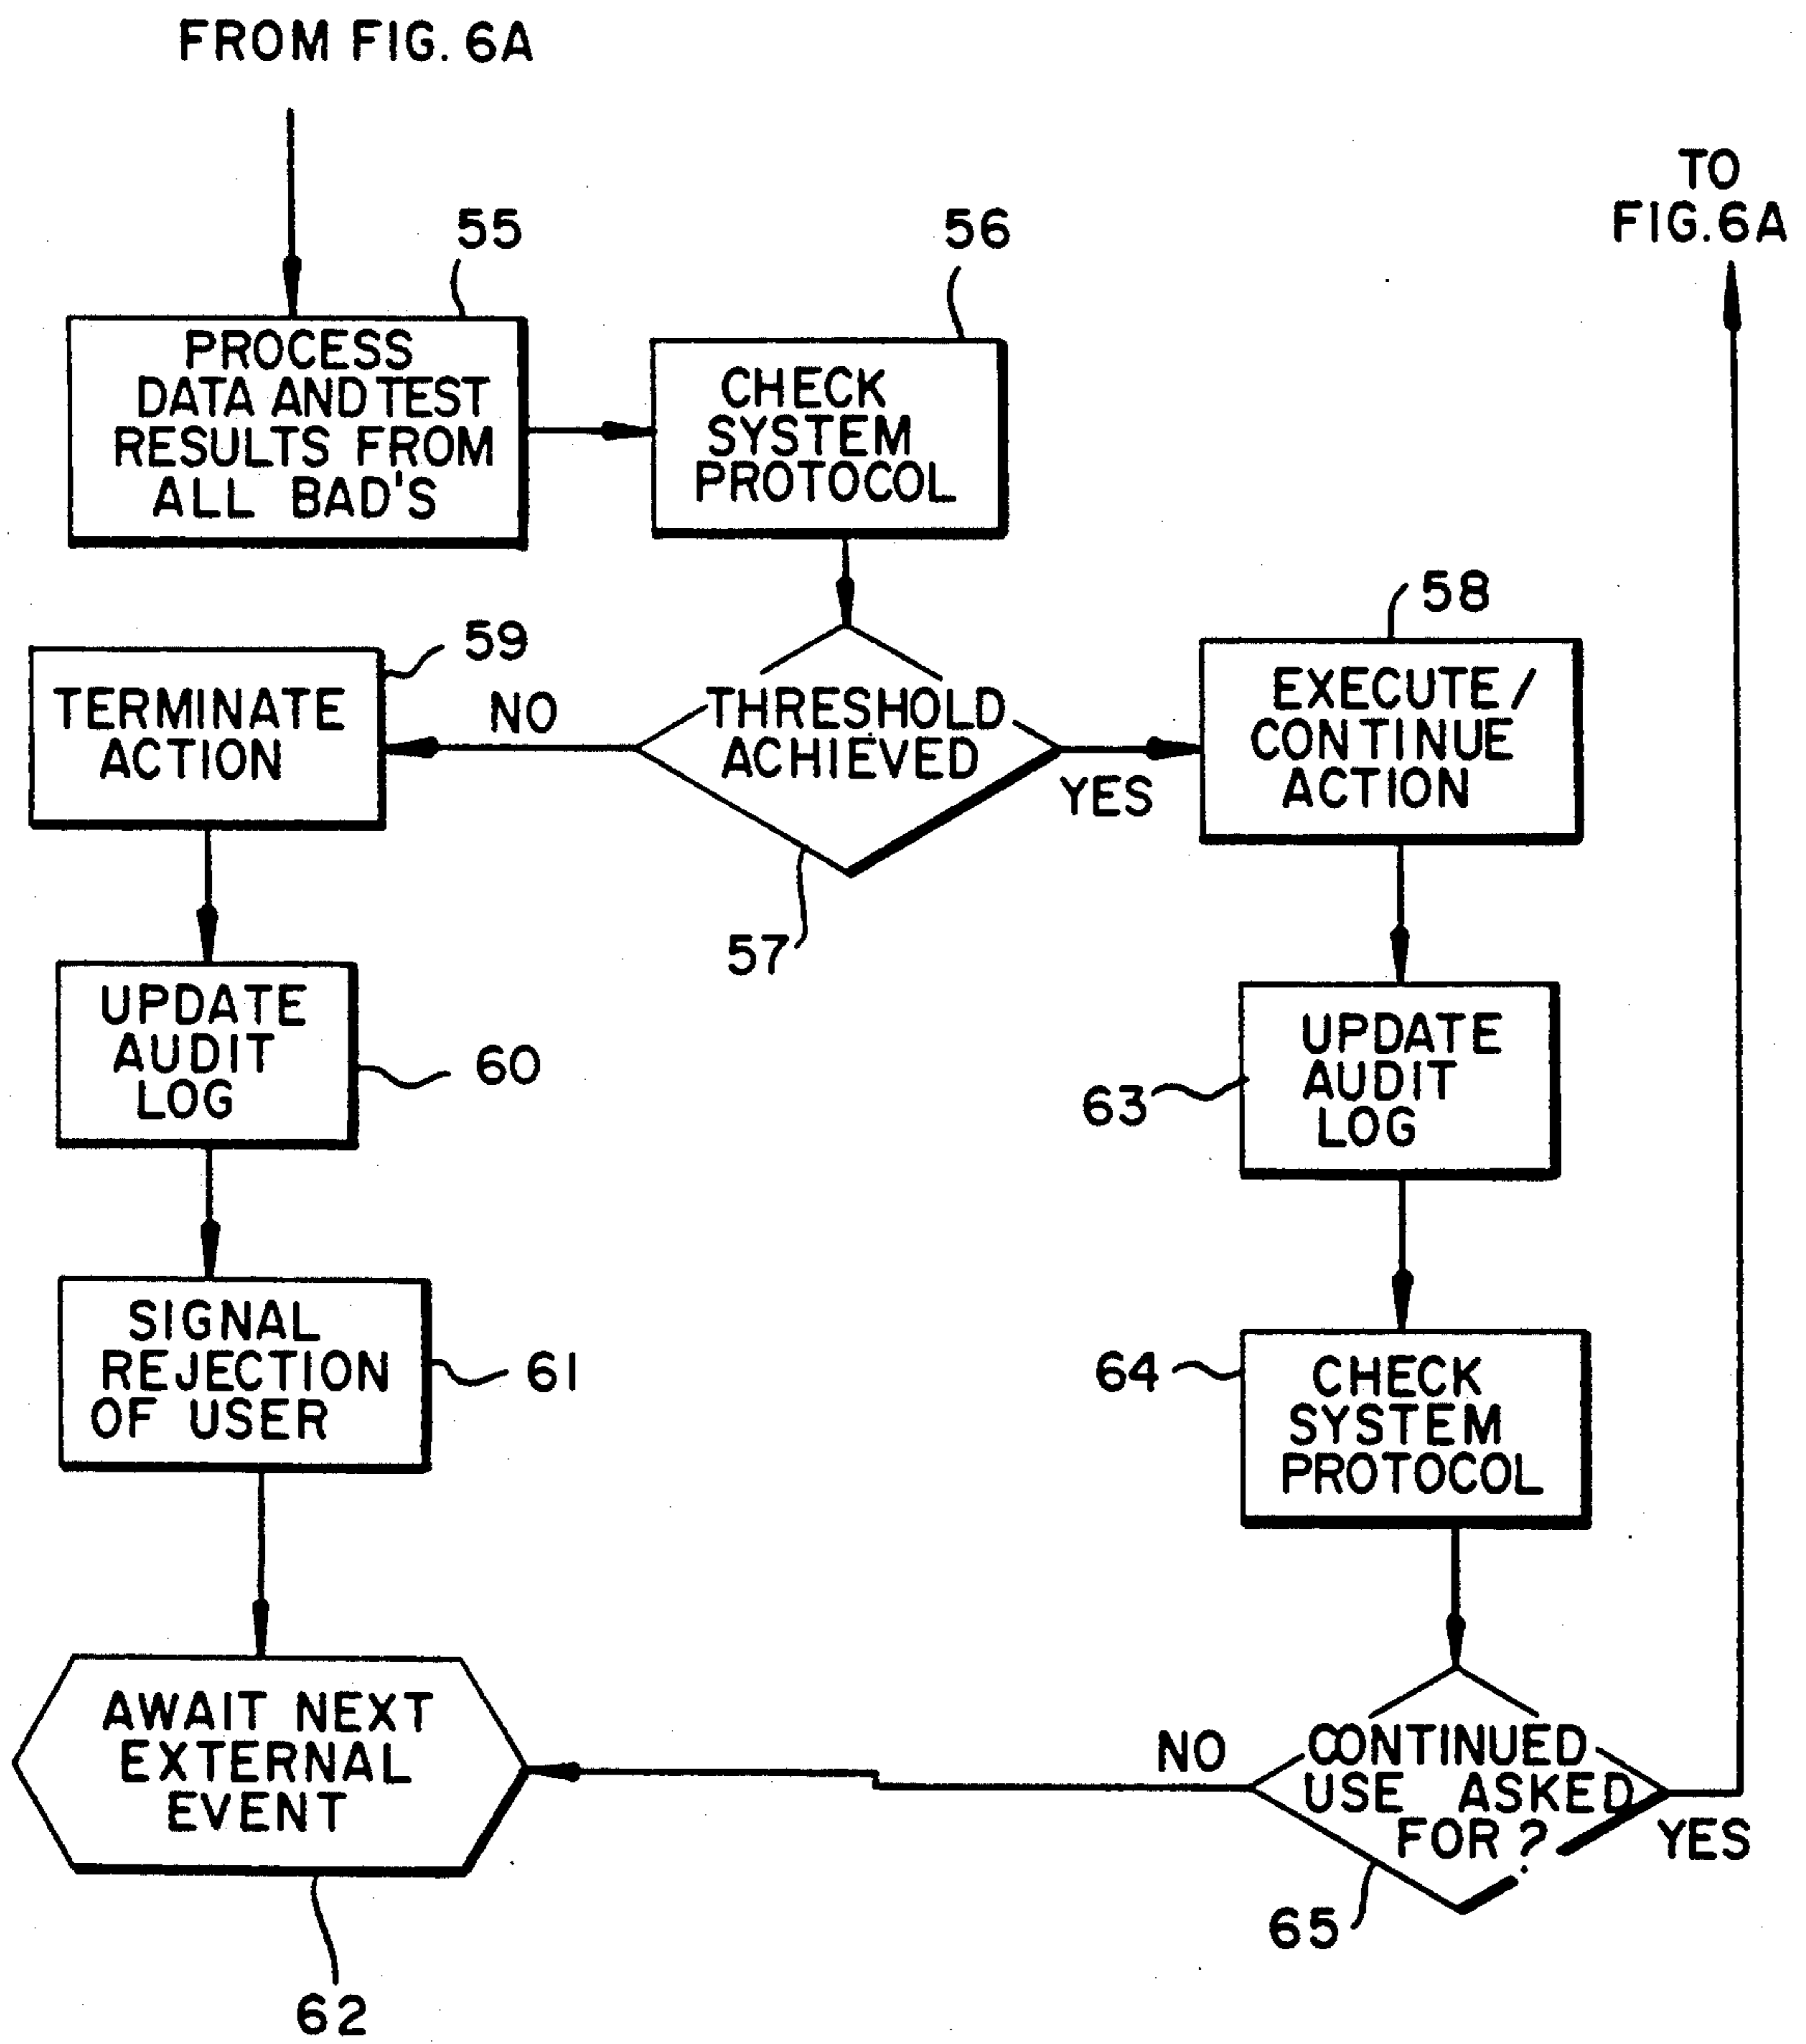 FROM FIG. 6A
TO
FIG. 6A
55
PROCESS
DATA AND TEST
RESULTS FROM
ALL BAD'S
56
CHECK
SYSTEM
PROTOCOL
59
TERMINATE
ACTION
NO
THRESHOLD
ACHIEVED
YES
57
58
EXECUTE/
CONTINUE
ACTION
UPDATE
AUDIT
LOG
60
63
UPDATE
AUDIT
LOG
SIGNAL
REJECTION
OF USER
61
64
CHECK
SYSTEM
PROTOCOL
AWAIT NEXT
EXTERNAL
EVENT
62
NO
CONTINUED
USE ASKED
FOR?
YES
65